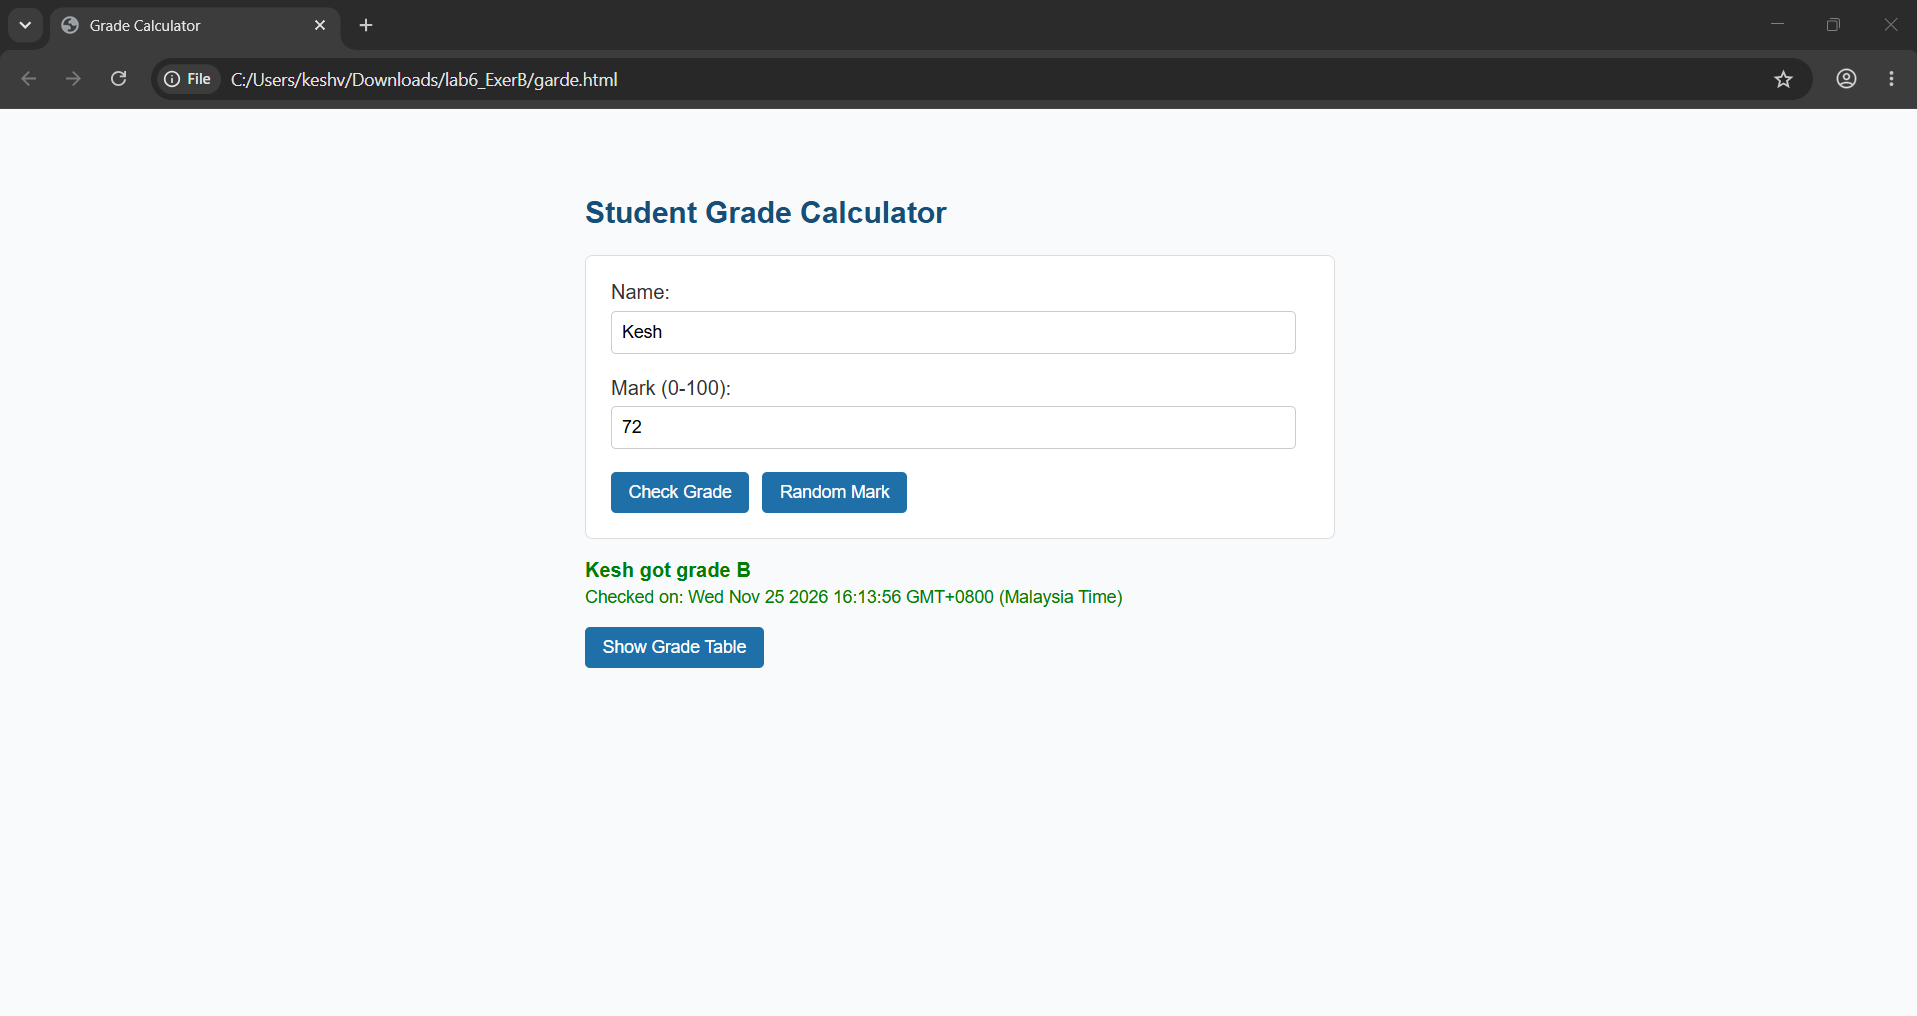 Grade Calculator
File C:/Users/keshv/Downloads/lab6_ExerB/garde.html
Student Grade Calculator
Name:
Kesh
Mark (0-100):
72
Check Grade Random Mark
Kesh got grade B
Checked on: Wed Nov 25 2026 16:13:56 GMT+0800 (Malaysia Time)
Show Grade Table